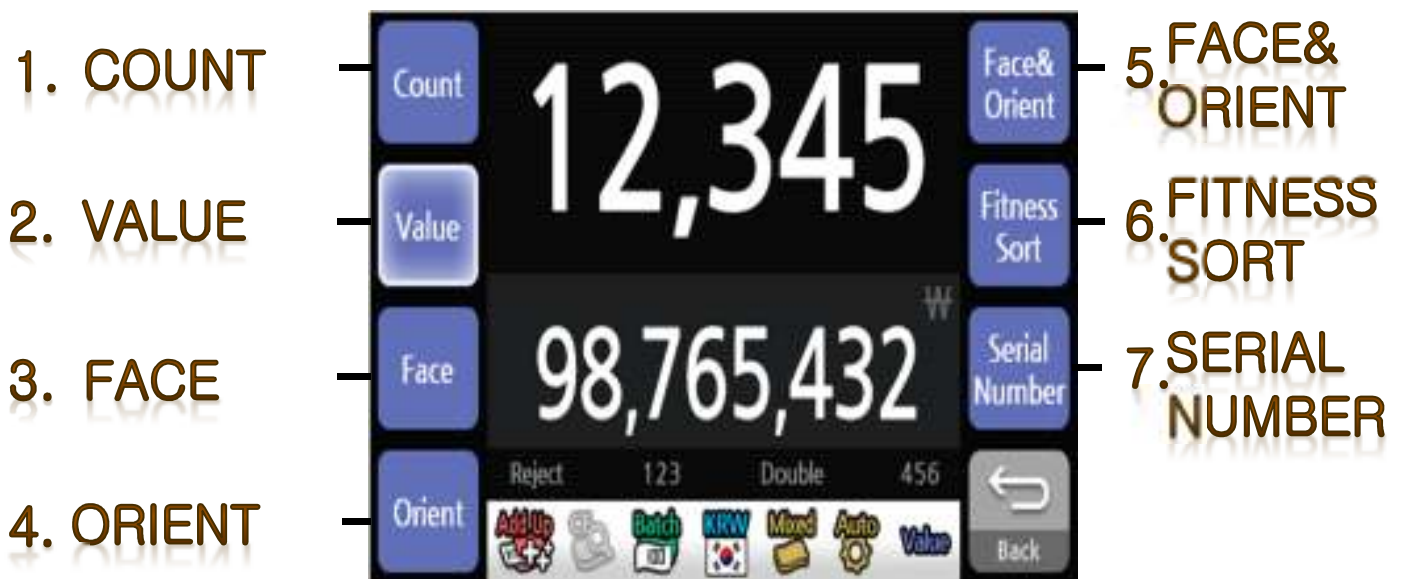 1. COUNT
2. VALUE
3. FACE
4. ORIENT
Count
Value
Face
Orient
12,345
₩
98,765,432
Reject 123 Double 456
Add Up CF Batch KRW Mixed Auto Value
Face&
Orient
Fitness
Sort
Serial
Number
Back
5. FACE&
ORIENT
6. FITNESS
SORT
7. SERIAL
NUMBER